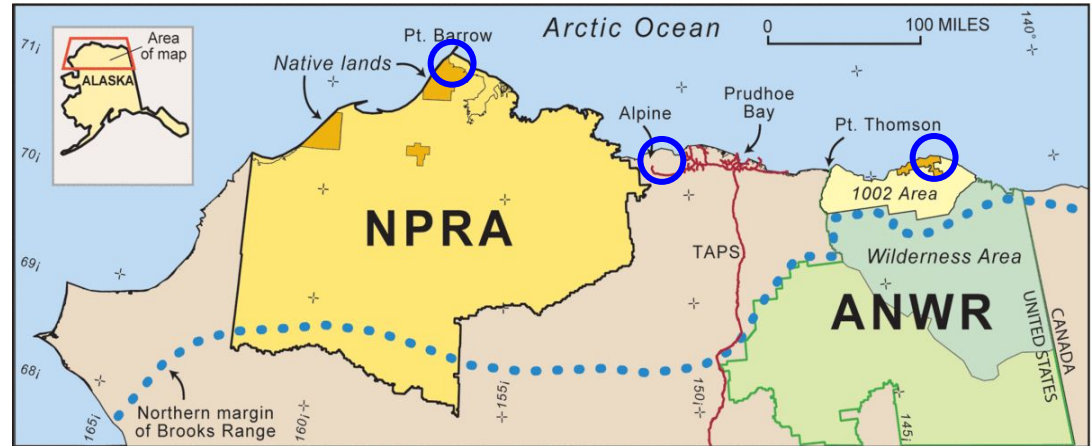 Area
of map
ALASKA
Arctic Ocean
0
100 MILES
140°
71¡
70¡
69¡
68¡
Pt. Barrow
Native lands
Alpine
Prudhoe
Bay
Pt. Thomson
1002 Area
NPRA
TAPS
Wilderness Area
ANWR
CANADA
UNITED STATES
Northern margin
of Brooks Range
165¡
160¡
155¡
150¡
145¡